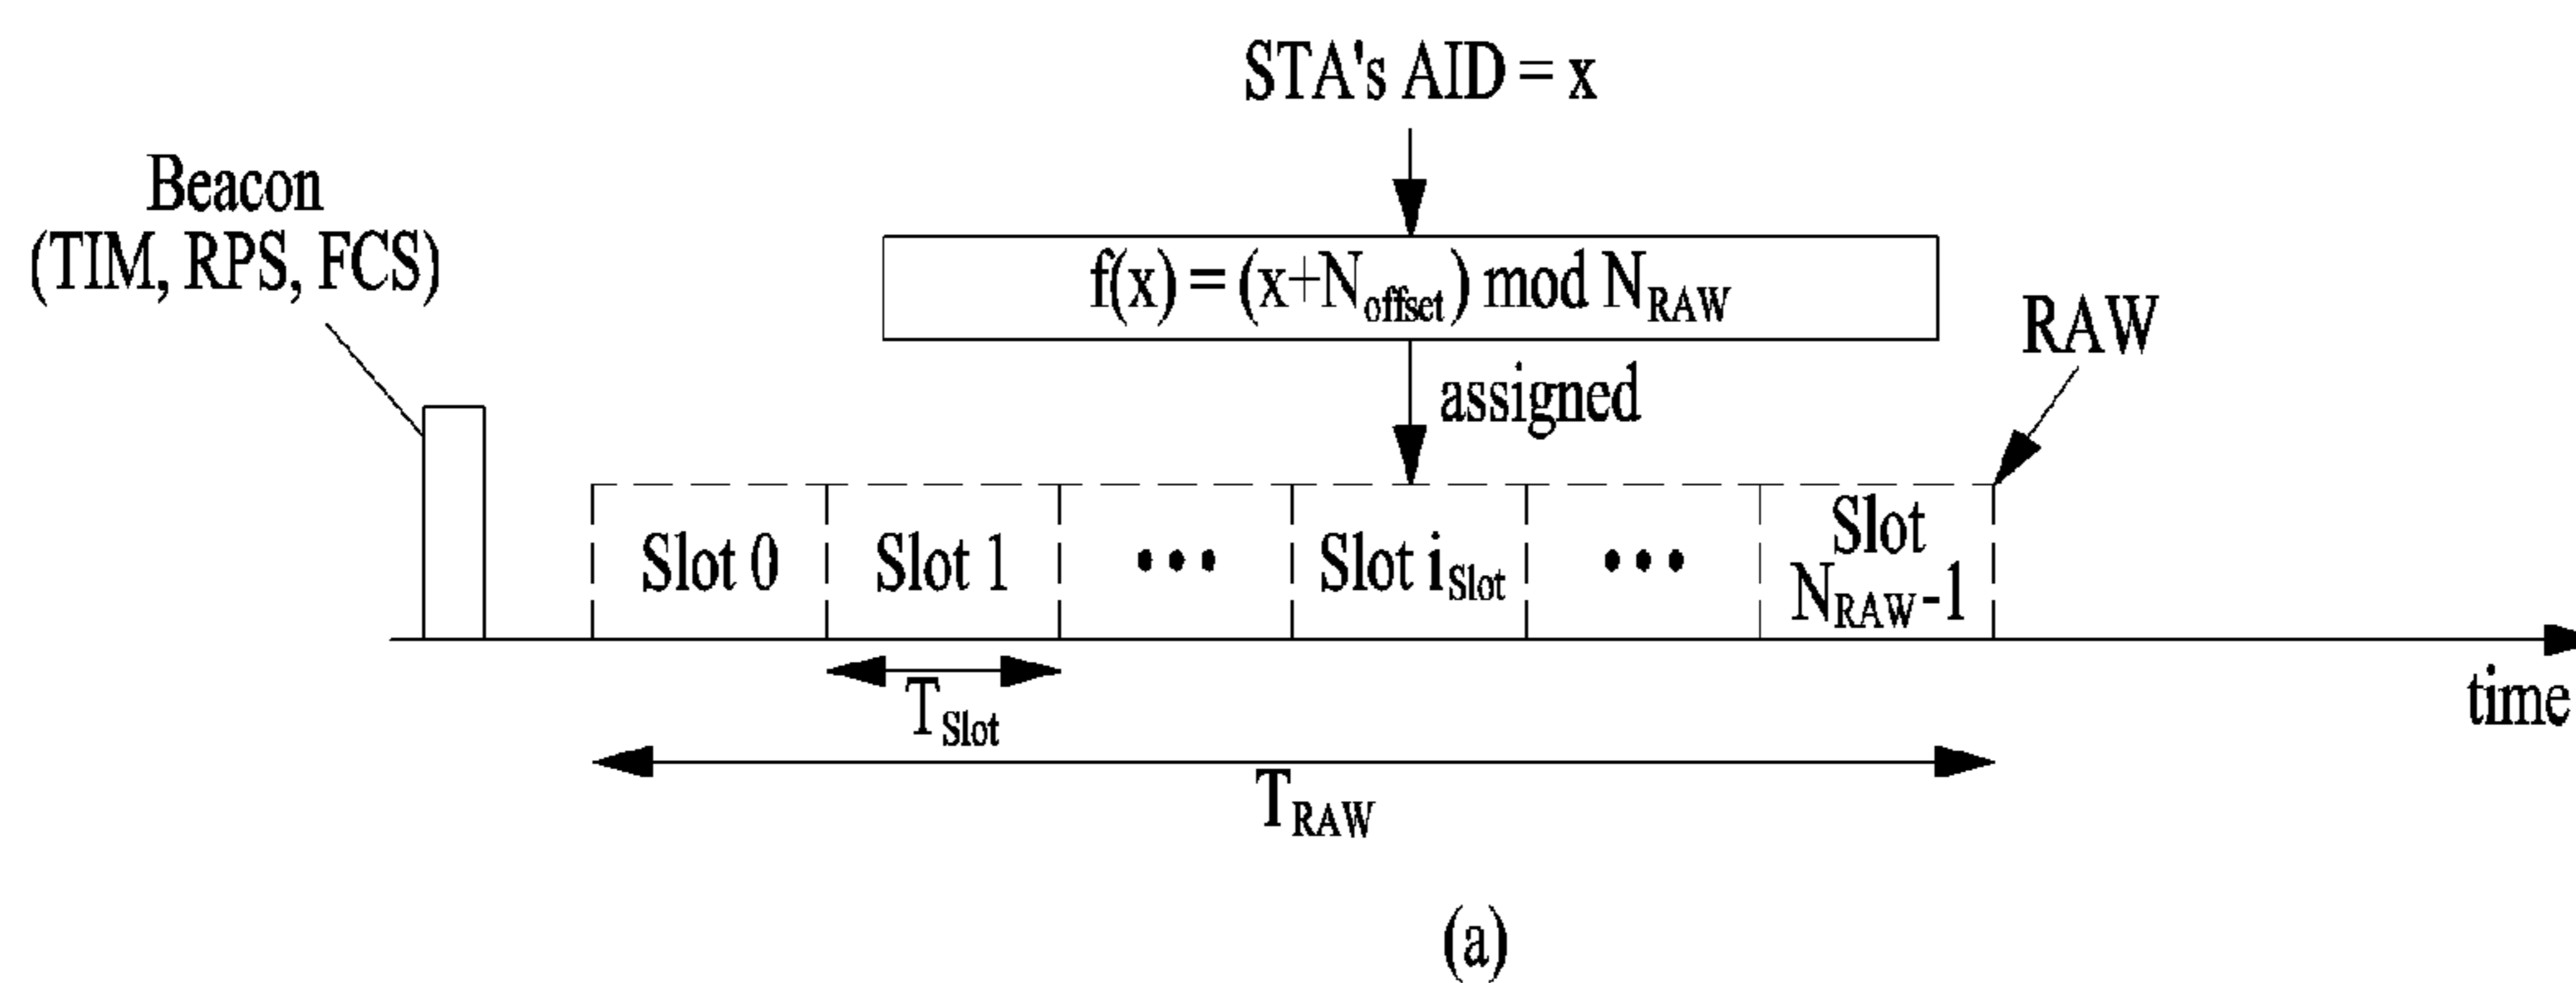 STA's AID = x
Beacon
(TIM, RPS, FCS)
f(x) = (x+N_offset) mod N_RAW
RAW
assigned
Slot 0
Slot 1
•••
Slot i_Slot
•••
Slot
N_RAW-1
T_Slot
time
T_RAW
(a)